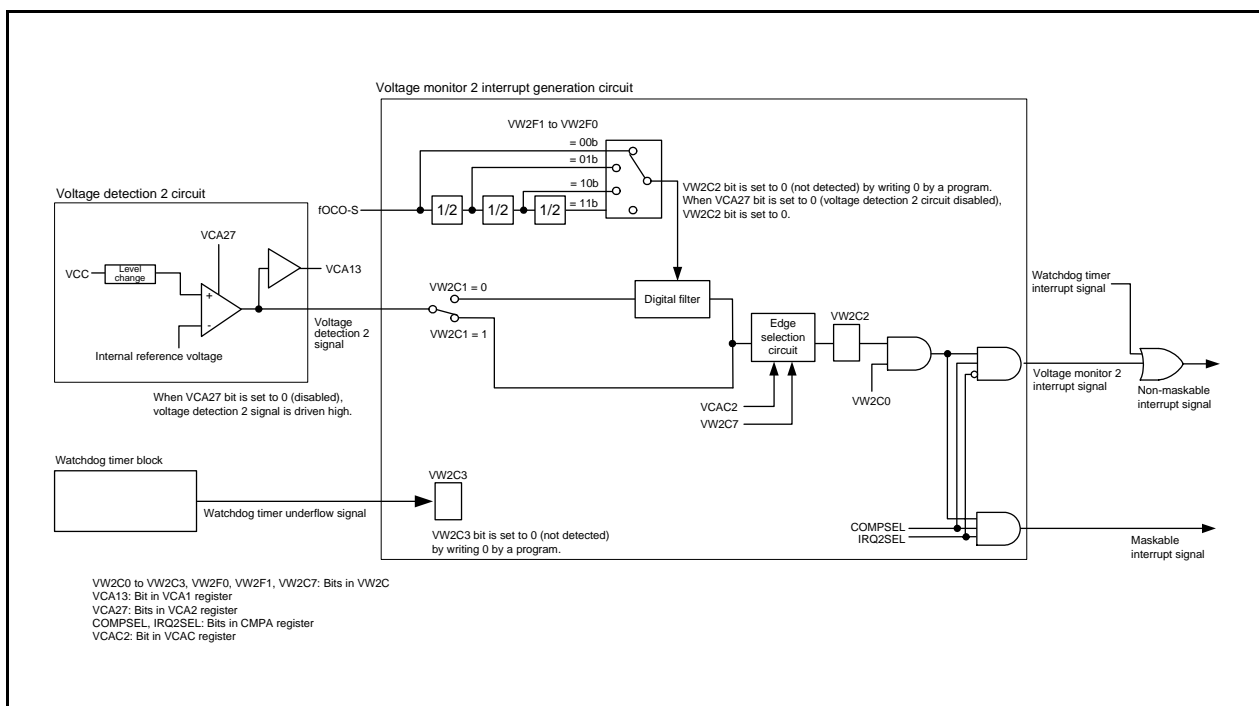 Voltage monitor 2 interrupt generation circuit
VW2F1 to VW2F0
= 00b
= 01b
= 10b
= 11b
fOCO-S
1/2
1/2
1/2
VW2C2 bit is set to 0 (not detected) by writing 0 by a program.
When VCA27 bit is set to 0 (voltage detection 2 circuit disabled),
VW2C2 bit is set to 0.
Voltage detection 2 circuit
VCA27
VCC
Level
change
VCA13
+
-
Internal reference voltage
Voltage
detection 2
signal
When VCA27 bit is set to 0 (disabled),
voltage detection 2 signal is driven high.
VW2C1 = 0
VW2C1 = 1
Digital filter
Edge
selection
circuit
VW2C2
VCAC2
VW2C7
VW2C0
Watchdog timer
interrupt signal
Voltage monitor 2
interrupt signal
Non-maskable
interrupt signal
Watchdog timer block
Watchdog timer underflow signal
VW2C3
VW2C3 bit is set to 0 (not detected)
by writing 0 by a program.
COMPSEL
IRQ2SEL
Maskable
interrupt signal
VW2C0 to VW2C3, VW2F0, VW2F1, VW2C7: Bits in VW2C
VCA13: Bit in VCA1 register
VCA27: Bits in VCA2 register
COMPSEL, IRQ2SEL: Bits in CMPA register
VCAC2: Bit in VCAC register